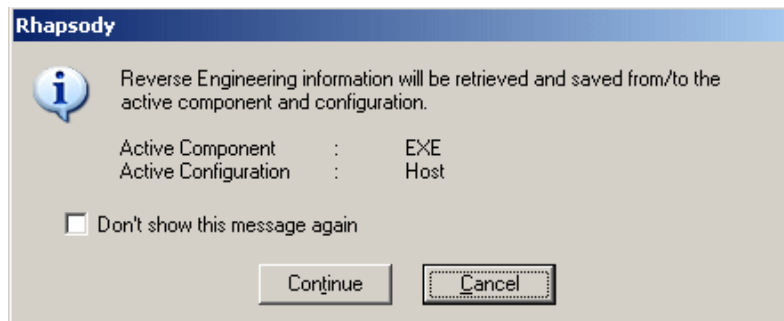 Rhapsody
Reverse Engineering information will be retrieved and saved from/to the
active component and configuration.
Active Component : EXE
Active Configuration : Host
Don't show this message again
Continue Cancel